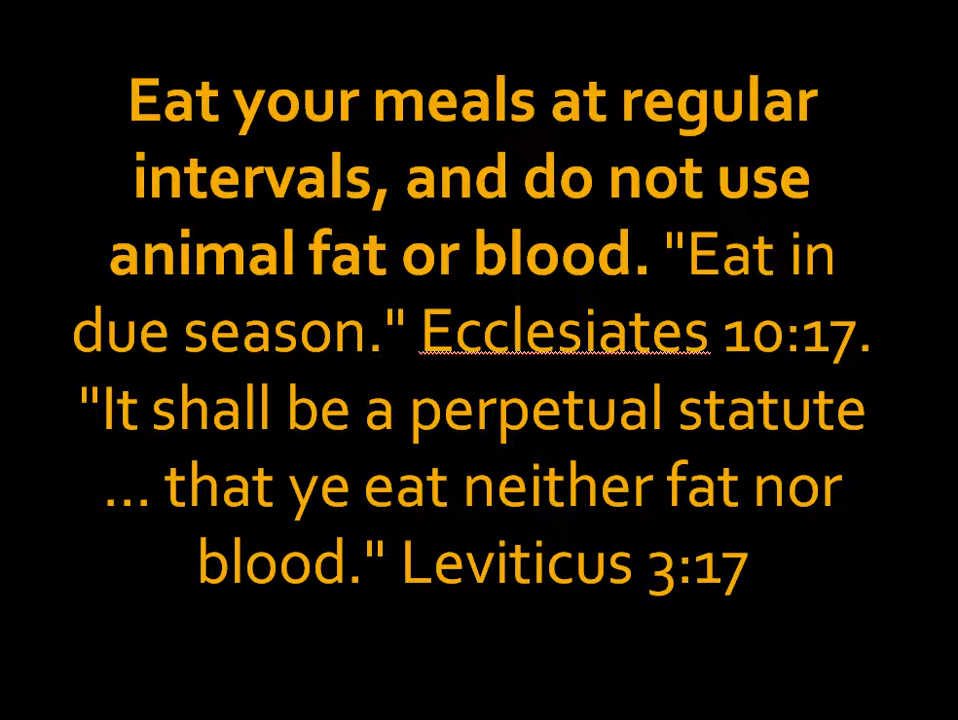 Eat your meals at regular
intervals, and do not use
animal fat or blood. "Eat in
due season." Ecclesiates 10:17.
"It shall be a perpetual statute
... that ye eat neither fat nor
blood." Leviticus 3:17